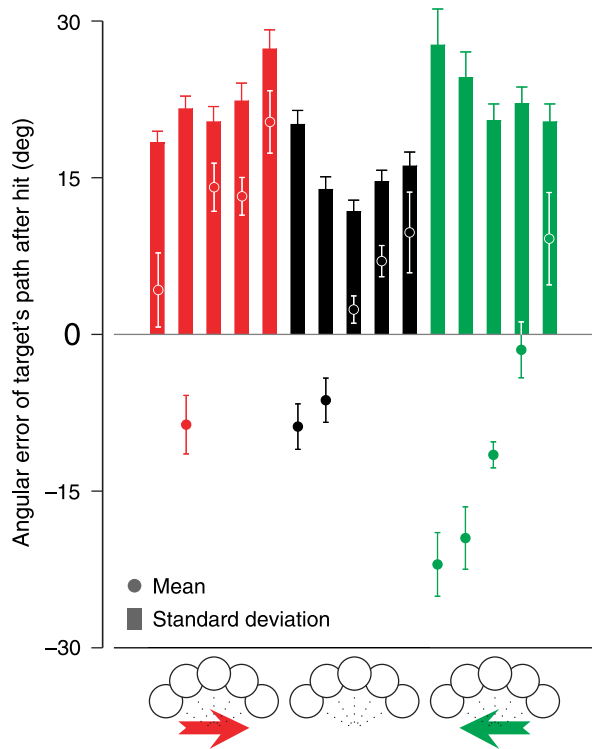 Angular error of target's path after hit (deg)
30
15
0
–15
–30
Mean
Standard deviation